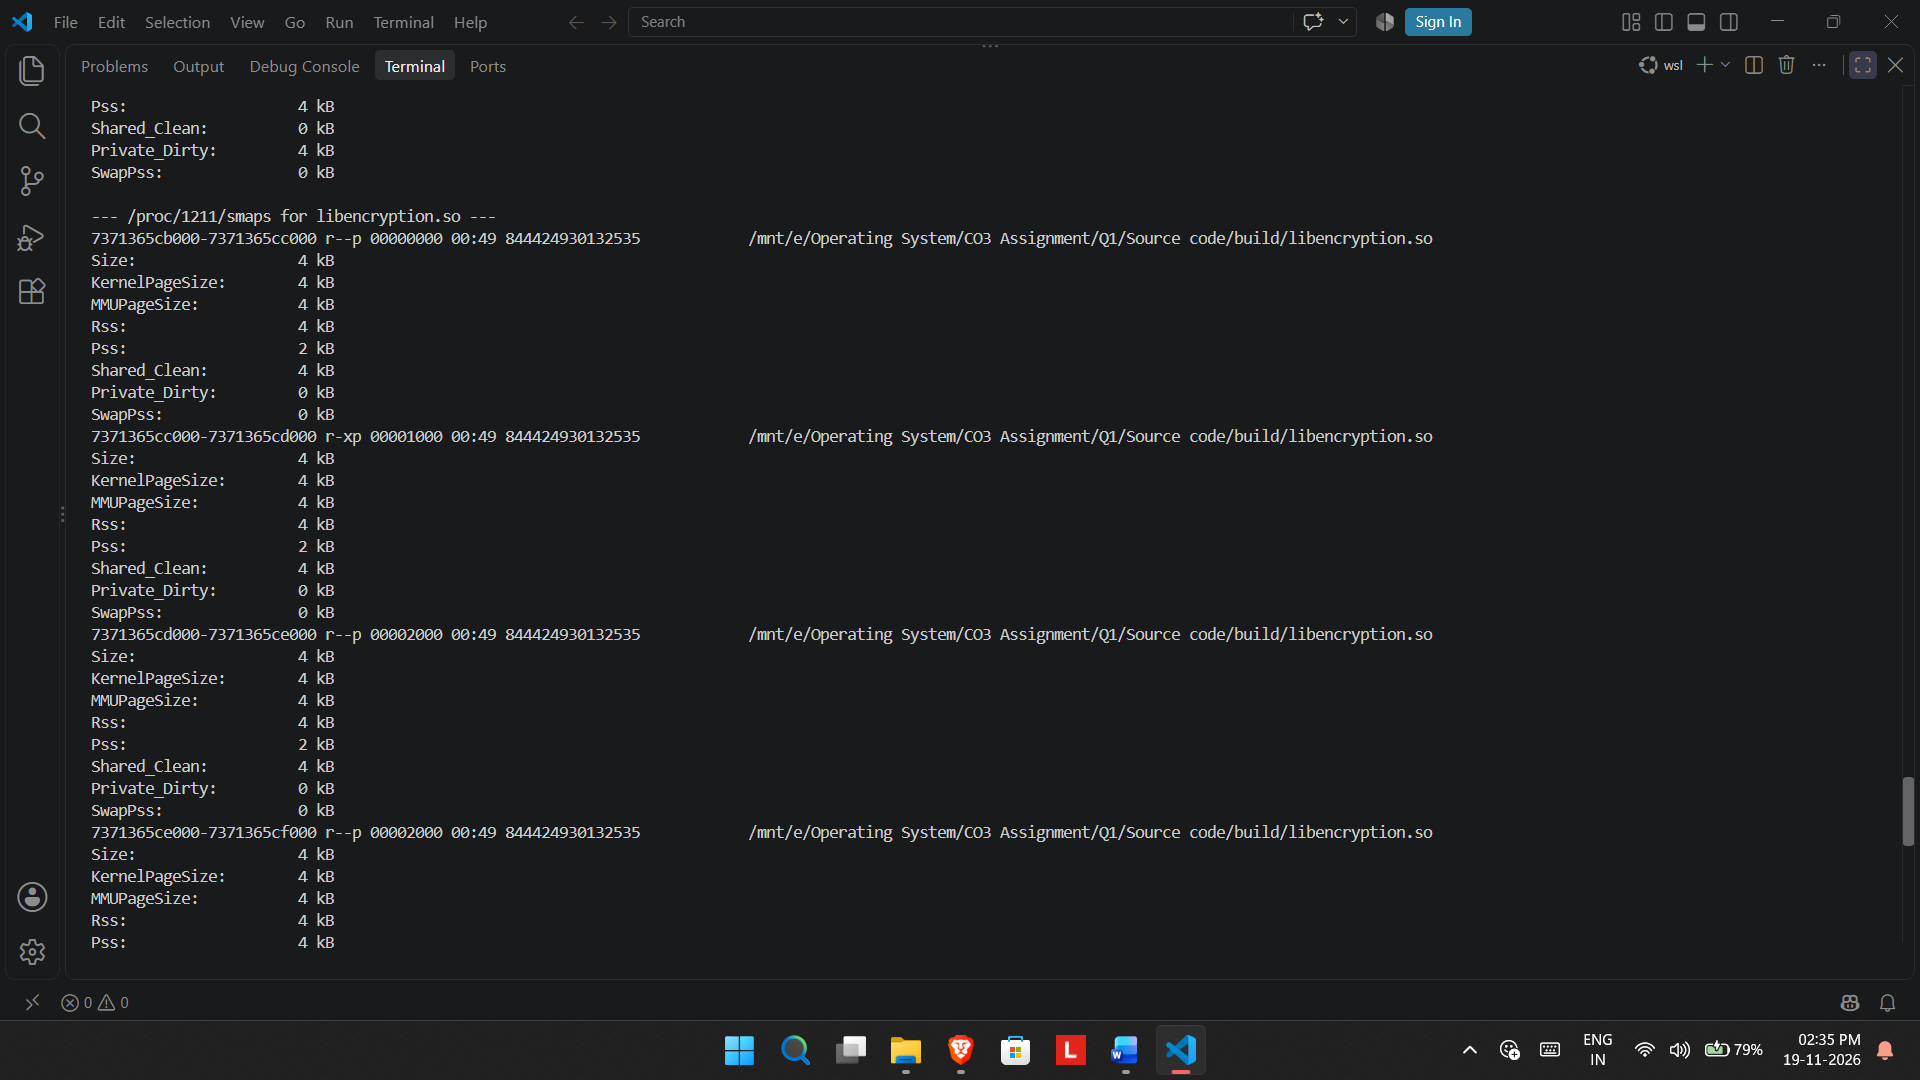 File Edit Selection View Go Run Terminal Help
Search
Sign In
Problems Output Debug Console Terminal Ports
wsl
Pss: 4 kB
Shared_Clean: 0 kB
Private_Dirty: 4 kB
SwapPss: 0 kB
--- /proc/1211/smaps for libencryption.so ---
7371365cb000-7371365cc000 r--p 00000000 00:49 844424930132535 /mnt/e/Operating System/CO3 Assignment/Q1/Source code/build/libencryption.so
Size: 4 kB
KernelPageSize: 4 kB
MMUPageSize: 4 kB
Rss: 4 kB
Pss: 2 kB
Shared_Clean: 4 kB
Private_Dirty: 0 kB
SwapPss: 0 kB
7371365cc000-7371365cd000 r-xp 00001000 00:49 844424930132535 /mnt/e/Operating System/CO3 Assignment/Q1/Source code/build/libencryption.so
Size: 4 kB
KernelPageSize: 4 kB
MMUPageSize: 4 kB
Rss: 4 kB
Pss: 2 kB
Shared_Clean: 4 kB
Private_Dirty: 0 kB
SwapPss: 0 kB
7371365cd000-7371365ce000 r--p 00002000 00:49 844424930132535 /mnt/e/Operating System/CO3 Assignment/Q1/Source code/build/libencryption.so
Size: 4 kB
KernelPageSize: 4 kB
MMUPageSize: 4 kB
Rss: 4 kB
Pss: 2 kB
Shared_Clean: 4 kB
Private_Dirty: 0 kB
SwapPss: 0 kB
7371365ce000-7371365cf000 r--p 00002000 00:49 844424930132535 /mnt/e/Operating System/CO3 Assignment/Q1/Source code/build/libencryption.so
Size: 4 kB
KernelPageSize: 4 kB
MMUPageSize: 4 kB
Rss: 4 kB
Pss: 4 kB
0 0
L
W
ENG
IN
79%
02:35 PM
19-11-2026